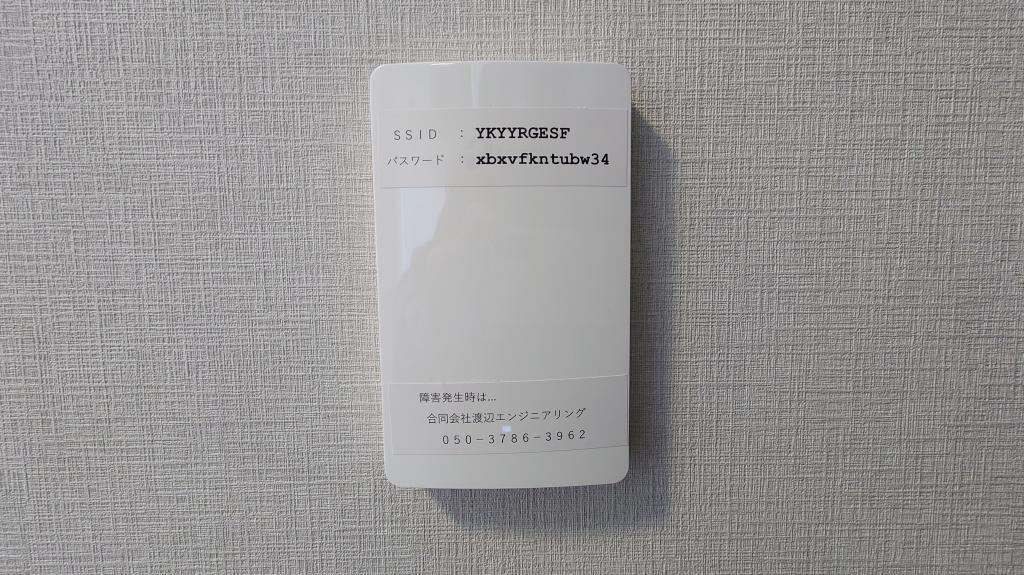 SSID : YKYYRGESF
パスワード : xbxvfkntubw34
障害発生時は...
合同会社渡辺エンジニアリング
050-3786-3962